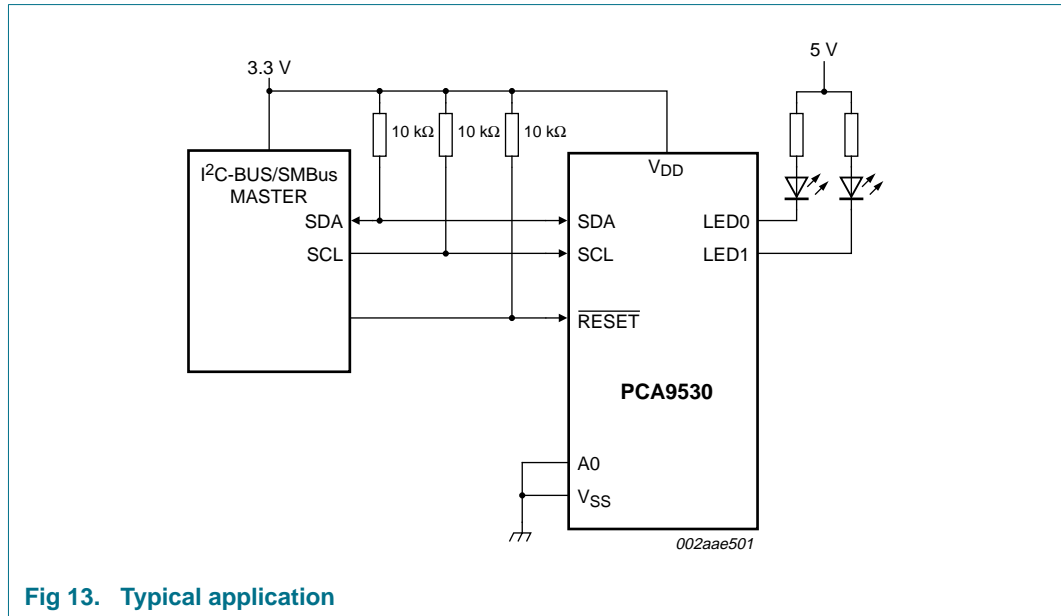 5 V
3.3 V
10 kΩ
10 kΩ
10 kΩ
I²C-BUS/SMBus
MASTER
SDA
SCL
VDD
SDA
SCL
RESET
LED0
LED1
PCA9530
A0
VSS
002aae501
Fig 13. Typical application